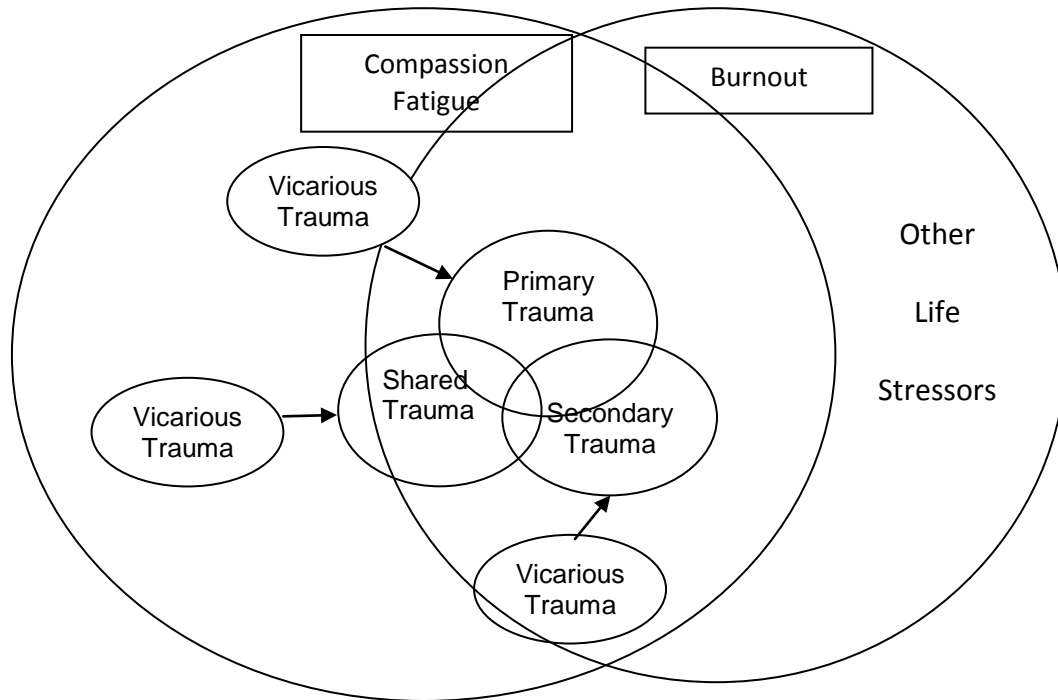 Compassion
Fatigue
Burnout
Vicarious
Trauma
Other
Primary
Trauma
Life
Shared
Trauma
Stressors
Vicarious
Trauma
Secondary
Trauma
Vicarious
Trauma